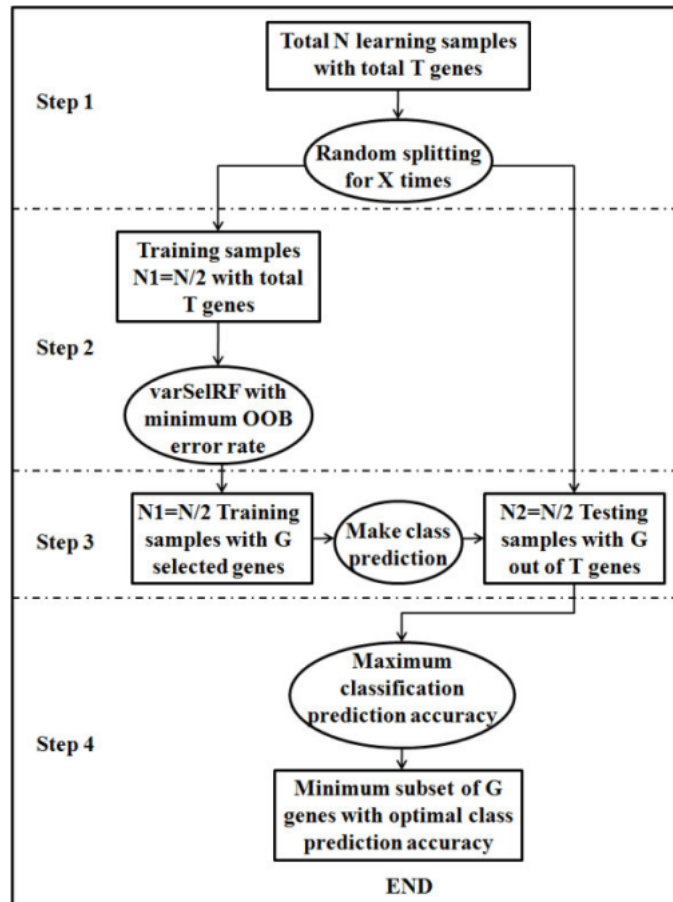 Total N learning samples
with total T genes
Step 1
Random splitting
for X times
Training samples
N1=N/2 with total
T genes
Step 2
varSelRF with
minimum OOB
error rate
N1=N/2 Training
samples with G
selected genes
Make class
prediction
N2=N/2 Testing
samples with G
out of T genes
Step 3
Maximum
classification
prediction accuracy
Step 4
Minimum subset of G
genes with optimal class
prediction accuracy
END